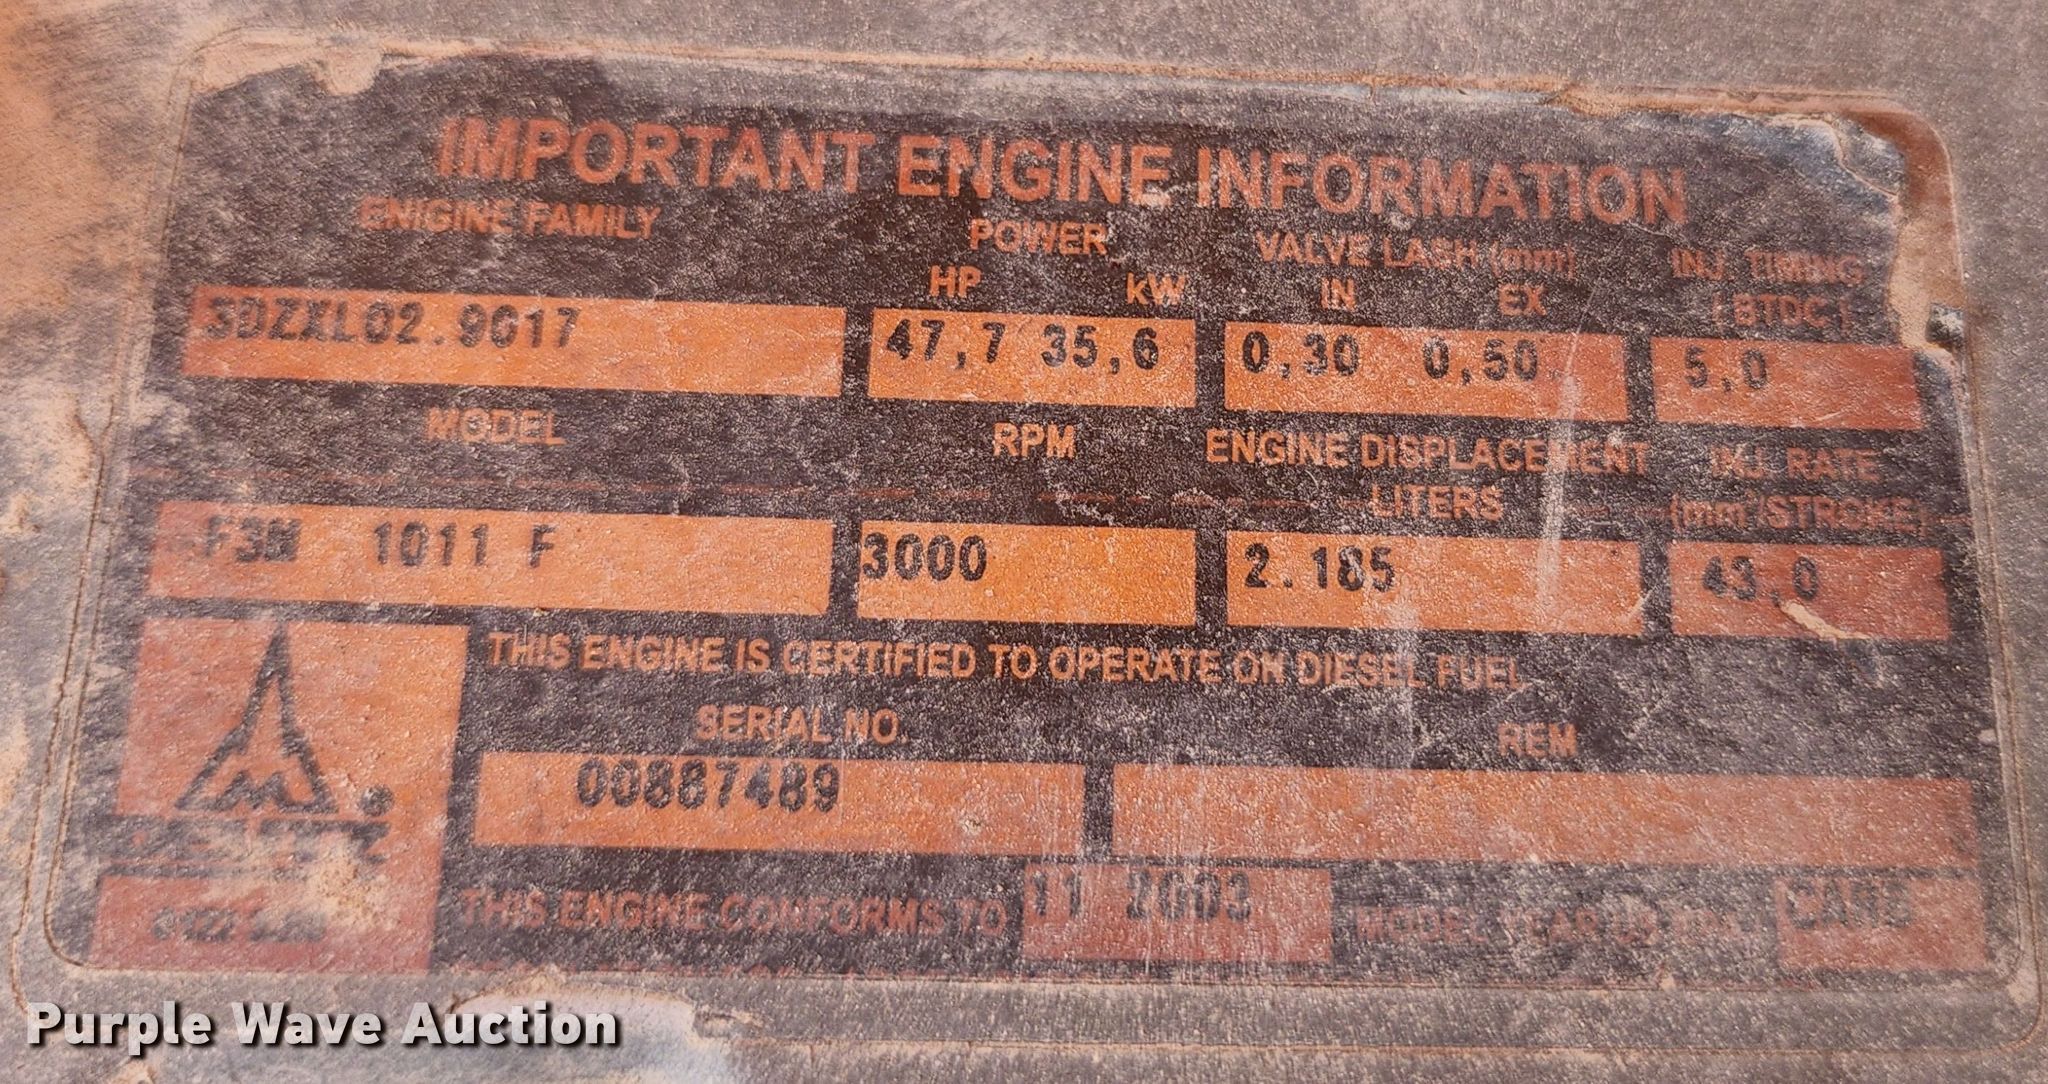 IMPORTANT ENGINE INFORMATION
ENIGINE FAMILY POWER VALVE LASH (mm) INJ. TIMING
HP kW IN EX (BTDC)
3DZXL02.9017 47,7 35,6 0,30 0,50 5,0
MODEL RPM ENGINE DISPLACEMENT INJ. RATE
LITERS (mm³/STROKE)
F3M 1011 F 3000 2.185 43,0
THIS ENGINE IS CERTIFIED TO OPERATE ON DIESEL FUEL
SERIAL NO. REM
00887489
THIS ENGINE CONFORMS TO 11 2003 MODEL YEAR
Purple Wave Auction